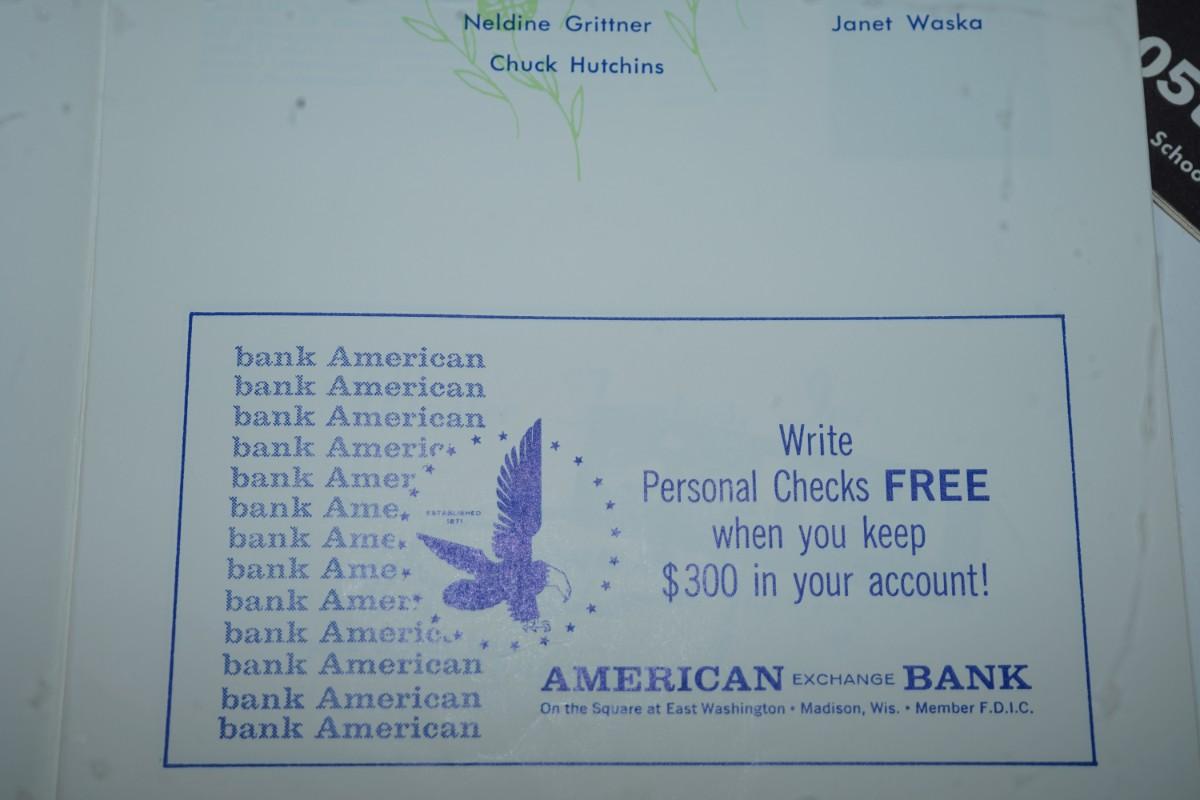 Neldine Grittner
Janet Waska
Chuck Hutchins
bank American
bank American
bank American
bank Americ
bank Amer
bank Ame
bank Ame
bank Ame
bank Amer
bank Americ
bank American
bank American
bank American
ESTABLISHED
1871
Write
Personal Checks FREE
when you keep
$300 in your account!
AMERICAN EXCHANGE BANK
On the Square at East Washington • Madison, Wis. • Member F.D.I.C.